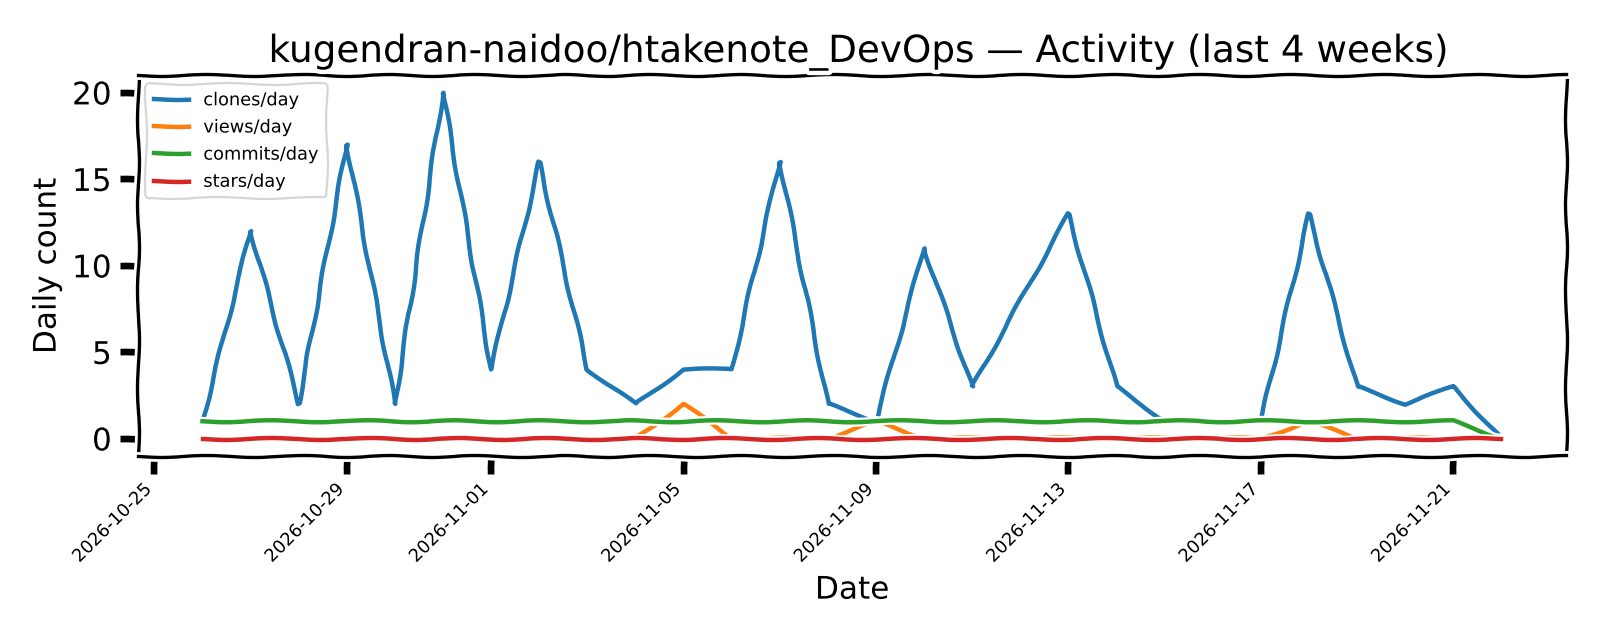 kugendran-naidoo/htakenote_DevOps — Activity (last 4 weeks)
clones/day
views/day
commits/day
stars/day
Daily count
20
15
10
5
0
2026-10-25
2026-10-29
2026-11-01
2026-11-05
2026-11-09
2026-11-13
2026-11-17
2026-11-21
Date